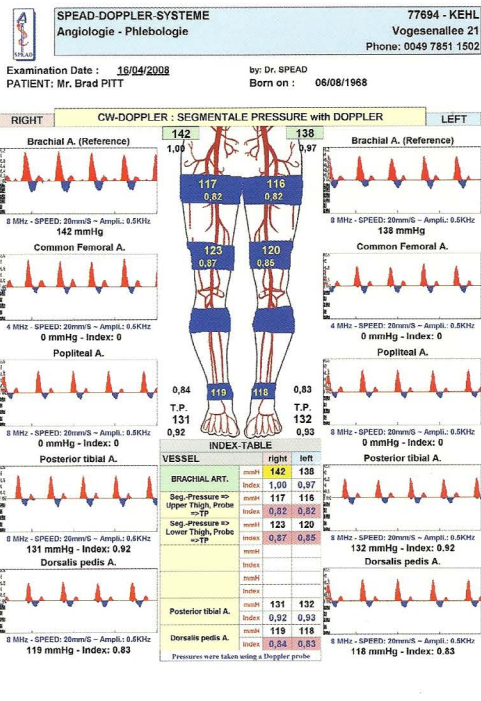 SPEAD-DOPPLER-SYSTEME
Angiologie - Phlebologie
77694 - KEHL
Vogesenallee 21
Phone: 0049 7851 1502
SPEAD
Examination Date : 16/04/2008
by: Dr. SPEAD
PATIENT: Mr. Brad PITT
Born on : 06/08/1968
RIGHT
CW-DOPPLER : SEGMENTALE PRESSURE with DOPPLER
LEFT
Brachial A. (Reference)
8 MHz - SPEED: 20mm/S ~ Ampli.: 0.5KHz
142 mmHg
Common Femoral A.
4 MHz - SPEED: 20mm/S ~ Ampli.: 0.5KHz
0 mmHg - Index: 0
Popliteal A.
8 MHz - SPEED: 20mm/S ~ Ampli.: 0.5KHz
0 mmHg - Index: 0
Posterior tibial A.
8 MHz - SPEED: 20mm/S ~ Ampli.: 0.5KHz
131 mmHg - Index: 0.92
Dorsalis pedis A.
8 MHz - SPEED: 20mm/S ~ Ampli.: 0.5KHz
119 mmHg - Index: 0.83
142 138
1,00 0,97
117 116
0,82 0,82
123 120
0,87 0,85
119 118
0,84 0,83
T.P. T.P.
131 132
0,92 0,93
INDEX-TABLE
VESSEL right left
BRACHIAL ART. mmH 142 138
Index 1,00 0,97
Seg.-Pressure => Upper Thigh, Probe =>TP mmH 117 116
Index 0,82 0,82
Seg.-Pressure => Lower Thigh, Probe =>TP mmH 123 120
Index 0,87 0,85
mmH
Index
mmH
Index
Posterior tibial A. mmH 131 132
Index 0,92 0,93
Dorsalis pedis A. mmH 119 118
Index 0,84 0,83
Pressures were taken using a Doppler probe
Brachial A. (Reference)
8 MHz - SPEED: 20mm/S ~ Ampli.: 0.5KHz
138 mmHg
Common Femoral A.
4 MHz - SPEED: 20mm/S ~ Ampli.: 0.5KHz
0 mmHg - Index: 0
Popliteal A.
8 MHz - SPEED: 20mm/S ~ Ampli.: 0.5KHz
0 mmHg - Index: 0
Posterior tibial A.
8 MHz - SPEED: 20mm/S ~ Ampli.: 0.5KHz
132 mmHg - Index: 0.92
Dorsalis pedis A.
8 MHz - SPEED: 20mm/S ~ Ampli.: 0.5KHz
118 mmHg - Index: 0.83